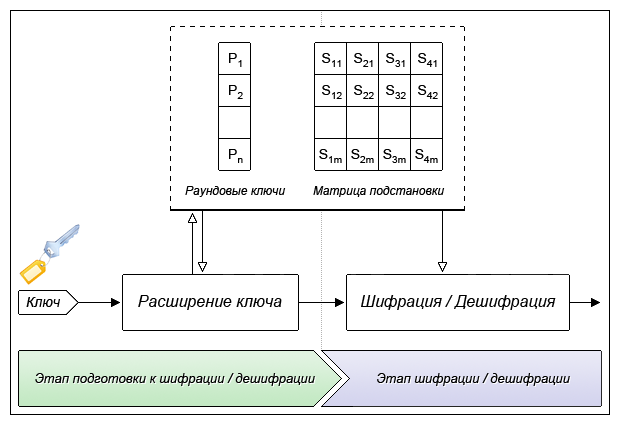 P1 S11 S21 S31 S41
P2 S12 S22 S32 S42
Pn S1m S2m S3m S4m
Раундовые ключи Матрица подстановки
Ключ Расширение ключа Шифрация / Дешифрация
Этап подготовки к шифрации / дешифрации Этап шифрации / дешифрации